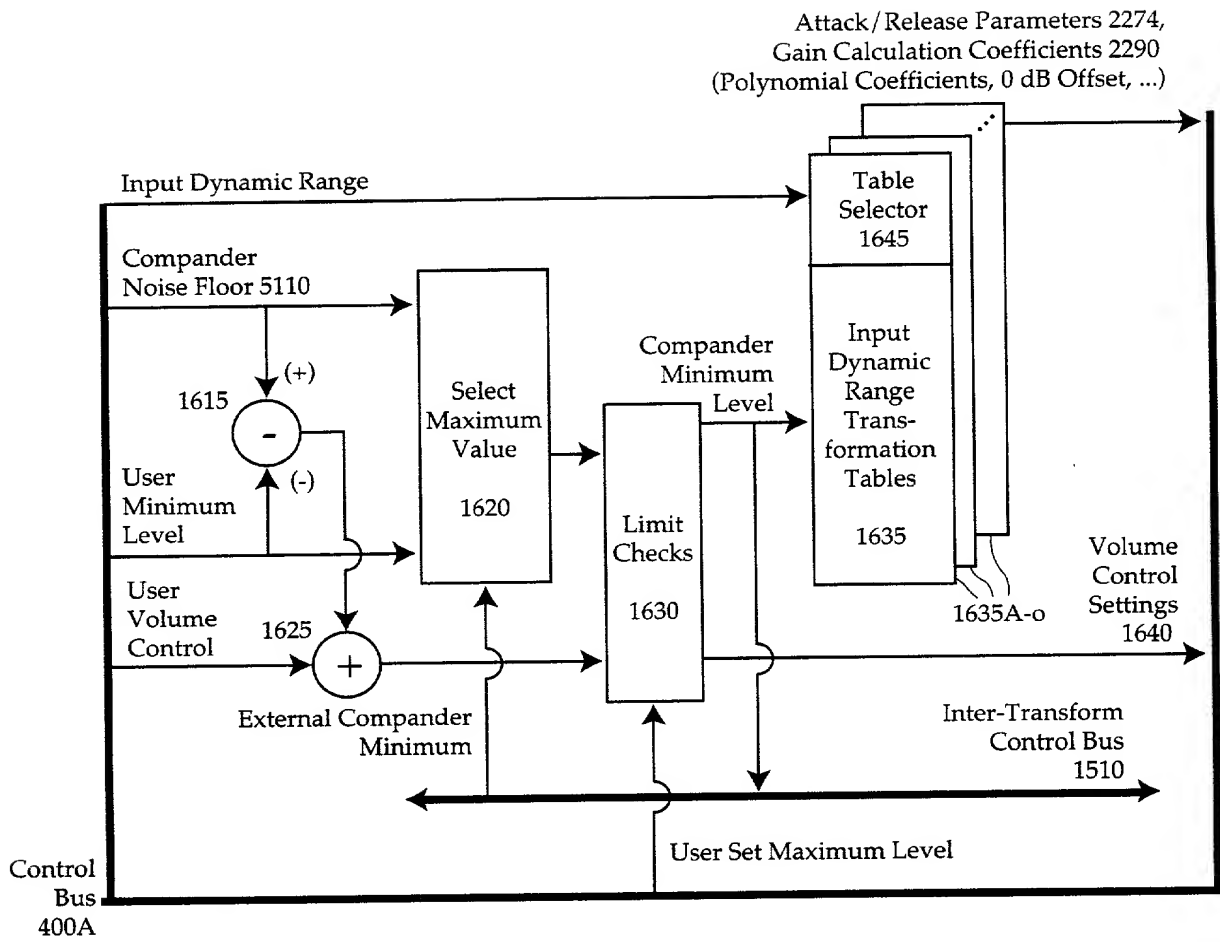 Attack/Release Parameters 2274,
Gain Calculation Coefficients 2290
(Polynomial Coefficients, 0 dB Offset, ...)
Input Dynamic Range
Table
Selector
1645
Compander
Noise Floor 5110
(+)
1615
-
(-)
Select
Maximum
Value
1620
Compander
Minimum
Level
Input
Dynamic
Range
Trans-
formation
Tables
1635
User
Minimum
Level
Limit
Checks
1630
User
Volume
Control
1625
+
1635A-o
Volume
Control
Settings
1640
External Compander
Minimum
Inter-Transform
Control Bus
1510
User Set Maximum Level
Control
Bus
400A